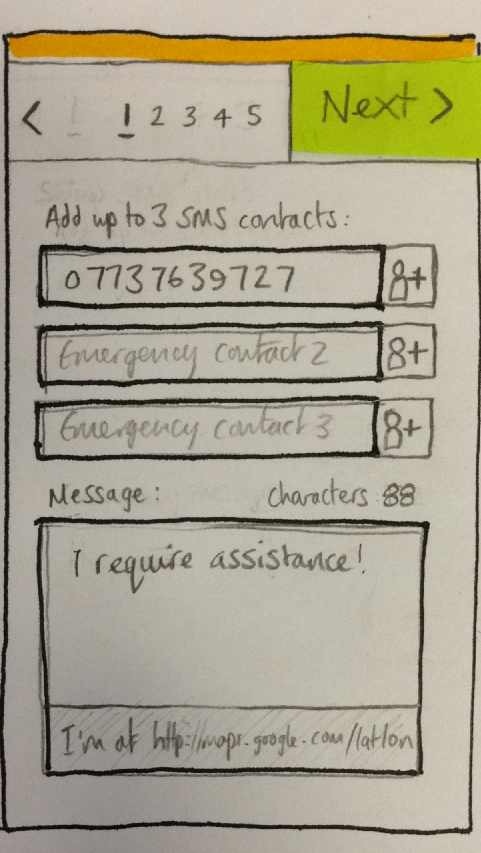 < 1 2 3 4 5 Next >
Add up to 3 SMS contacts:
07737639727 8+
Emergency contact 2 8+
Emergency contact 3 8+
Message: characters 88
I require assistance!
I'm at http://maps.google.com/latlon